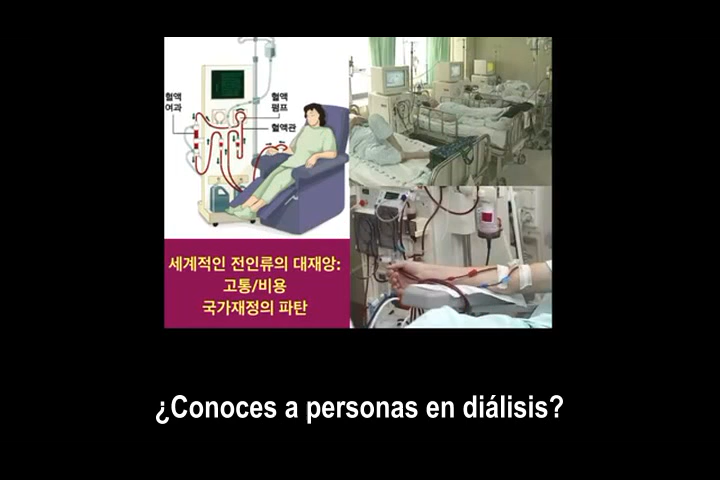 혈액
여과
혈액
펌프
혈액관
세계적인 전인류의 대재앙:
고통/비용
국가재정의 파탄
¿Conoces a personas en diálisis?